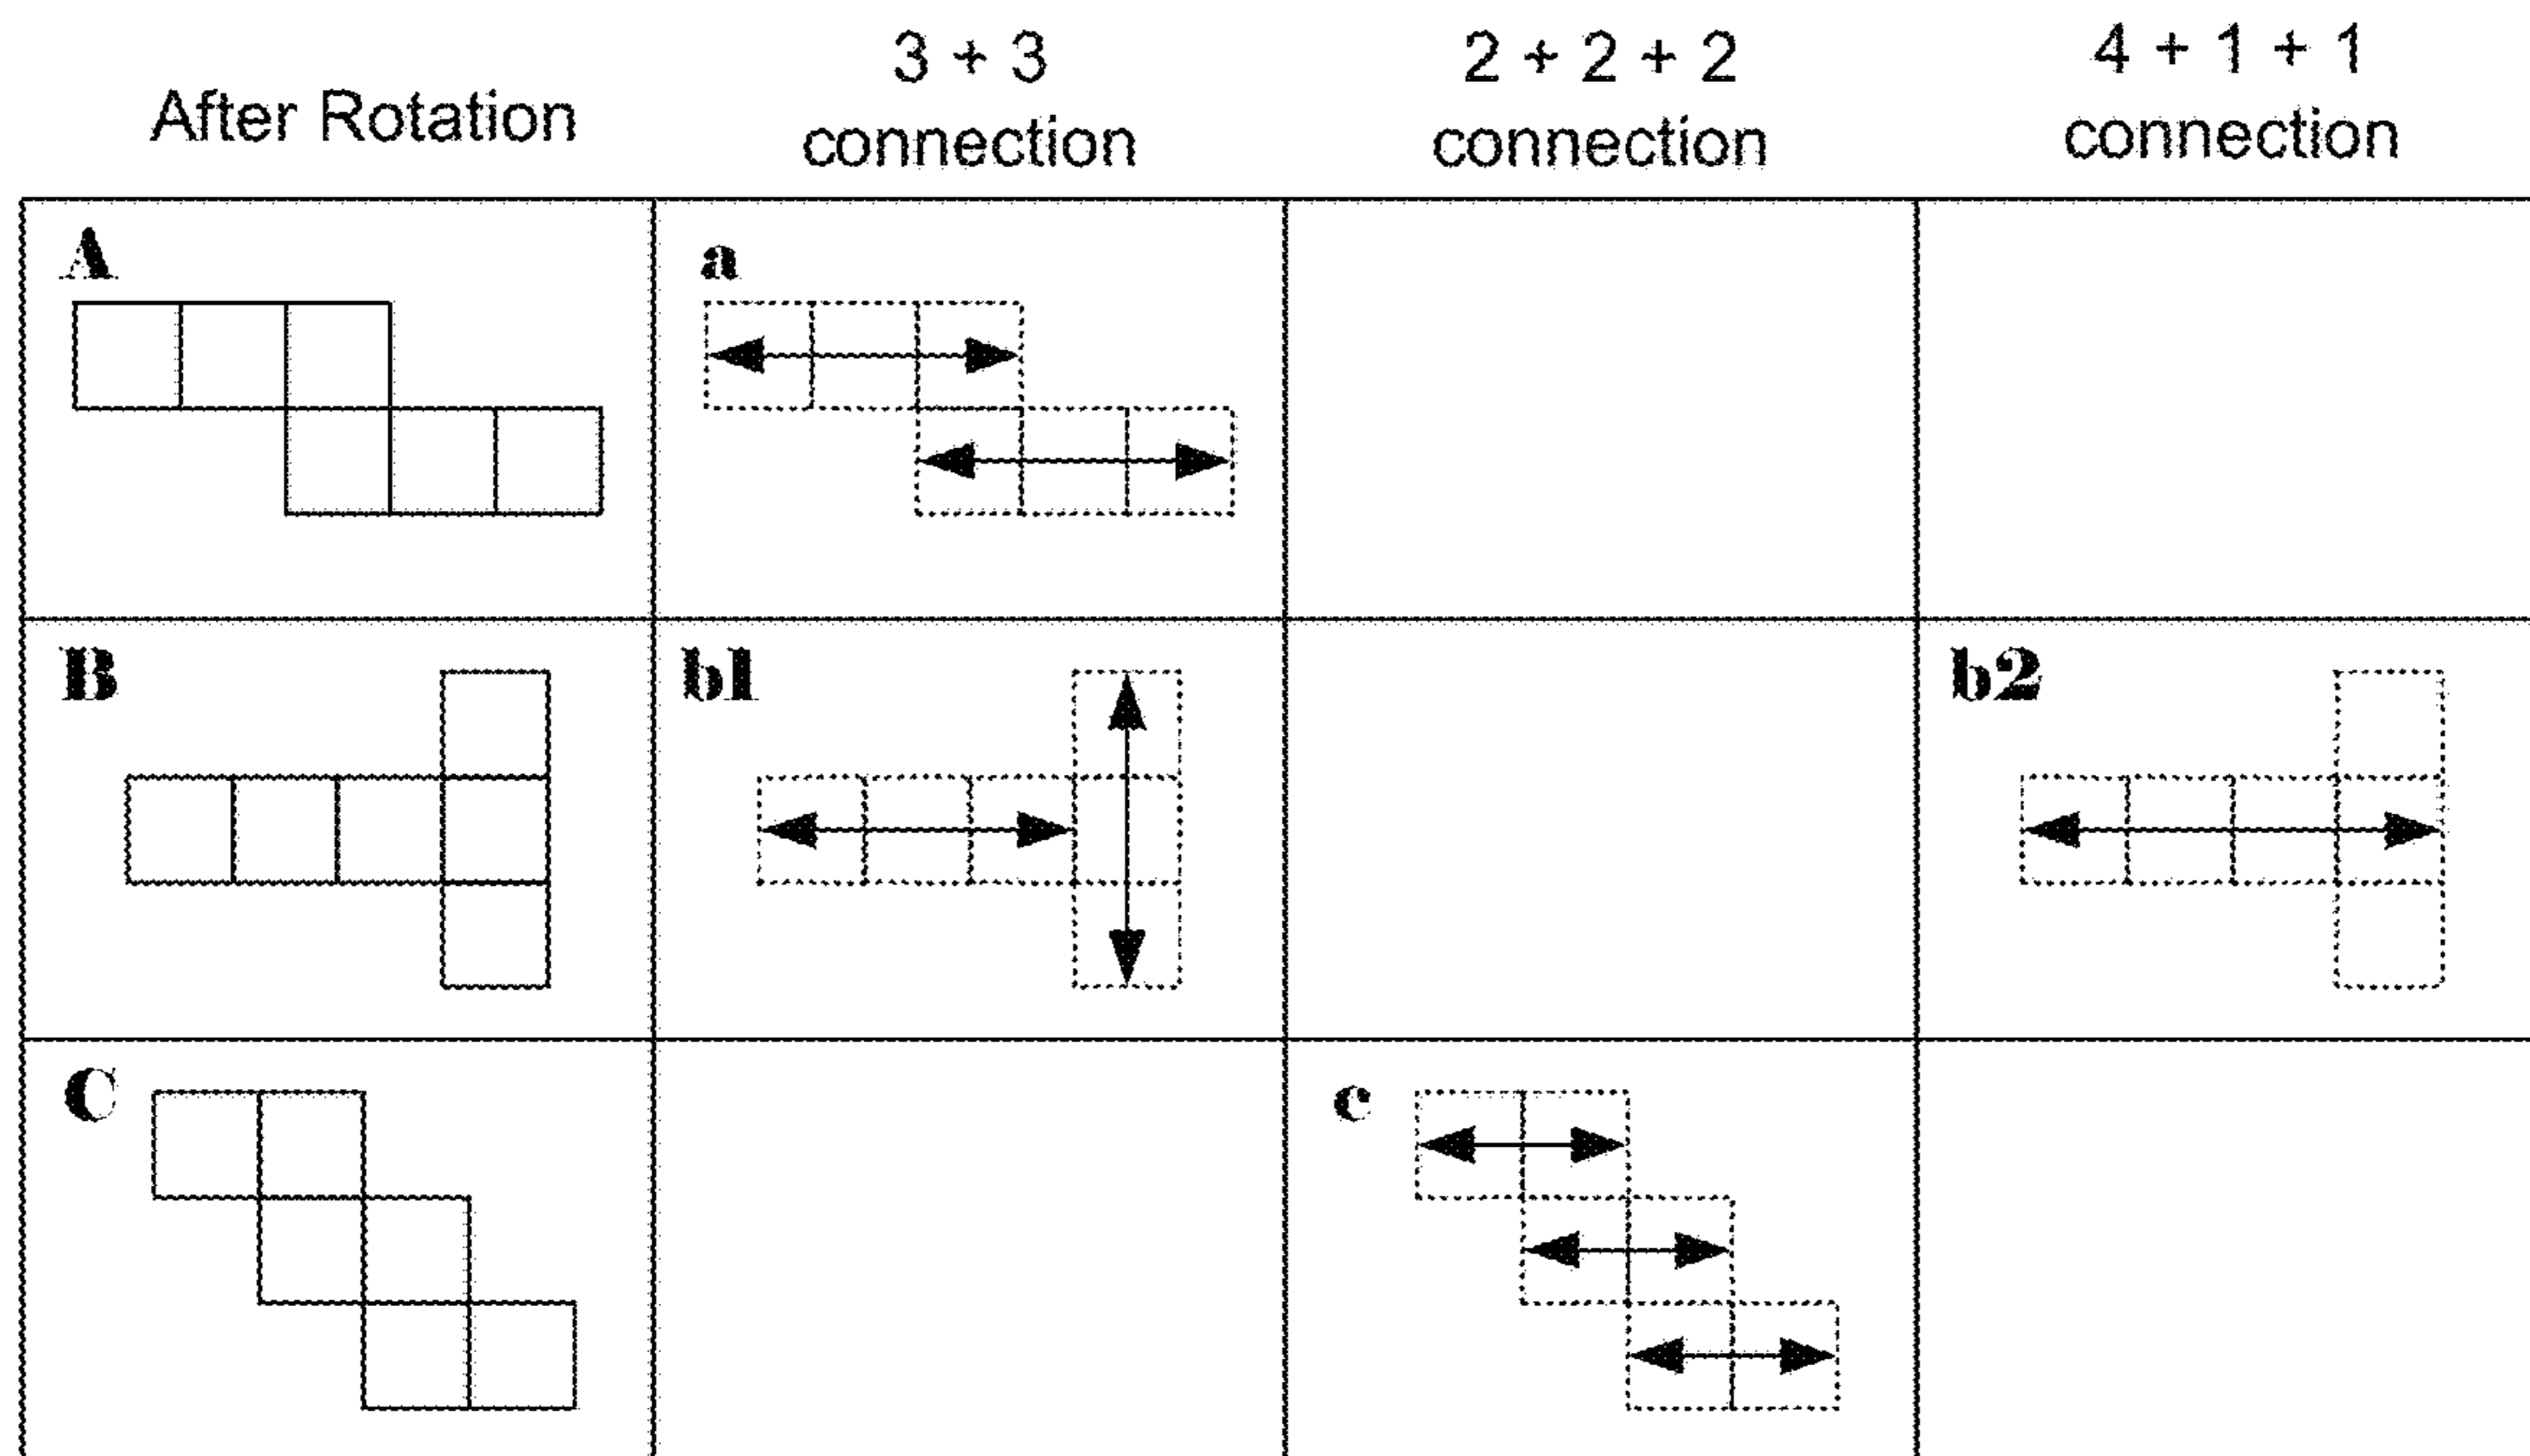 After Rotation
3 + 3
connection
2 + 2 + 2
connection
4 + 1 + 1
connection
A
a
B
b1
b2
C
c